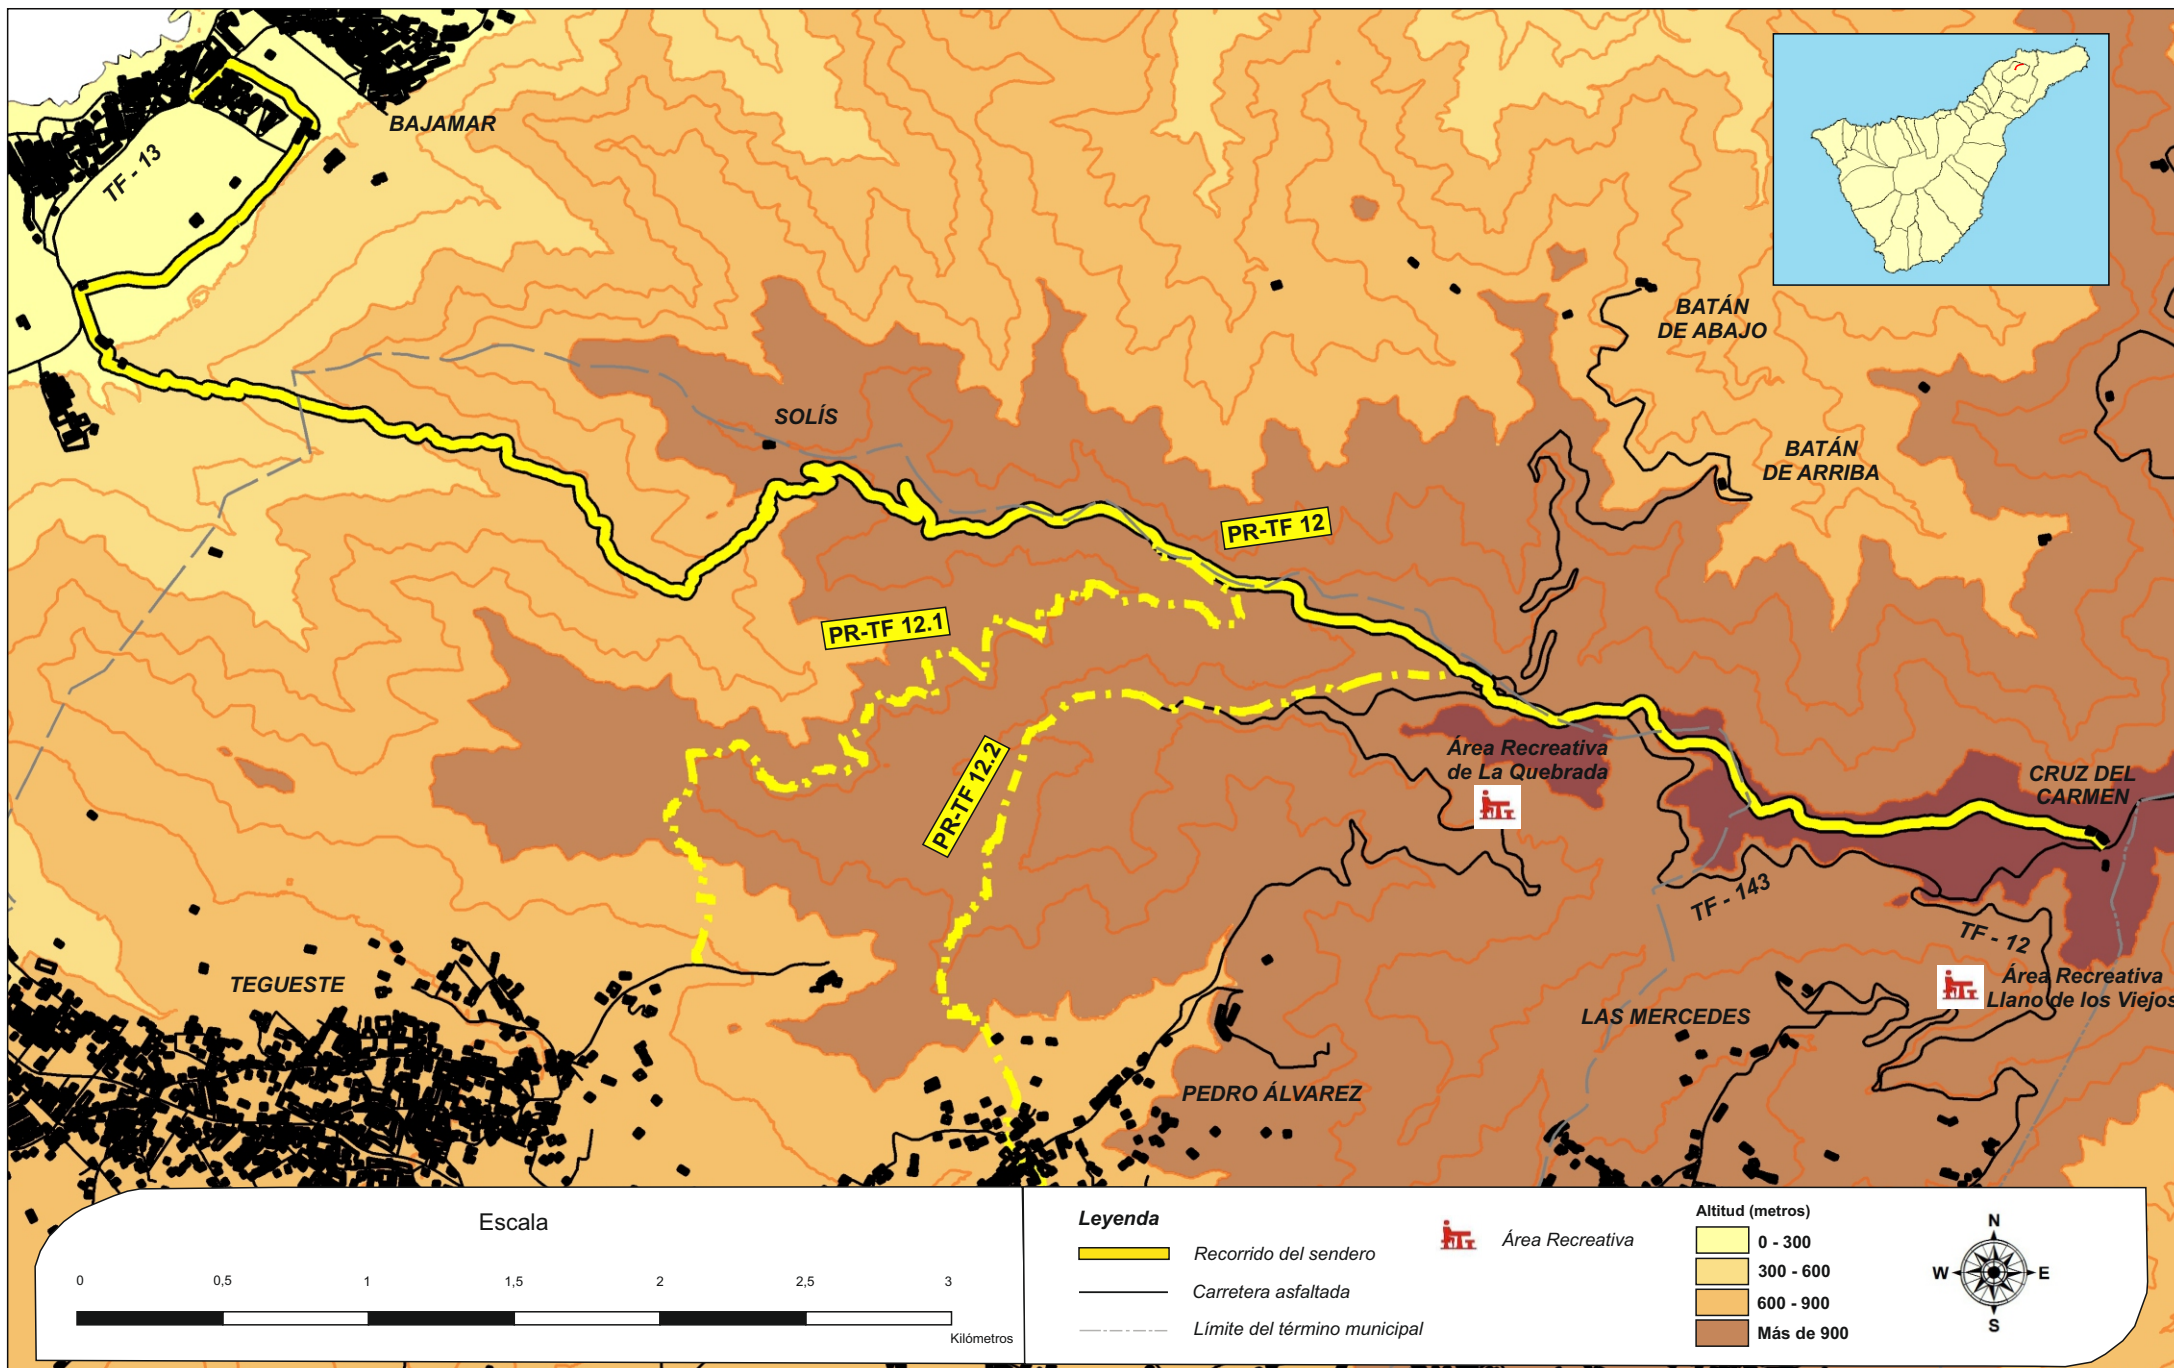 BAJAMAR
TF - 13
BATÁN
DE ABAJO
SOLÍS
BATÁN
DE ARRIBA
PR-TF 12
PR-TF 12.1
PR-TF 12.2
Área Recreativa
de La Quebrada
CRUZ DEL
CARMEN
TF - 143
TF - 12
TEGUESTE
Área Recreativa
Llano de los Viejos
LAS MERCEDES
PEDRO ÁLVAREZ
Escala
0 0,5 1 1,5 2 2,5 3
Kilómetros
Leyenda
Recorrido del sendero
Carretera asfaltada
Límite del término municipal
Área Recreativa
Altitud (metros)
0 - 300
300 - 600
600 - 900
Más de 900
N
W E
S